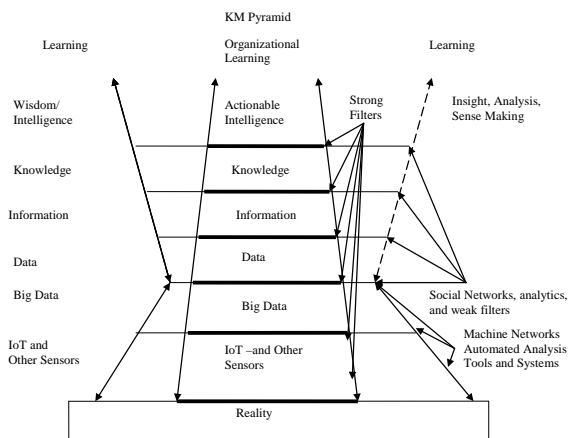 KM Pyramid
Learning
Organizational
Learning
Learning
Wisdom/
Intelligence
Actionable
Intelligence
Strong
Filters
Insight, Analysis,
Sense Making
Knowledge
Knowledge
Information
Information
Data
Data
Big Data
Big Data
Social Networks, analytics,
and weak filters
IoT and
Other Sensors
IoT –and Other
Sensors
Machine Networks
Automated Analysis
Tools and Systems
Reality